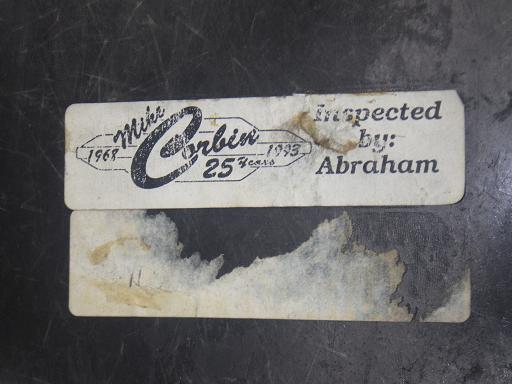 Mike
Corbin
1968 25 Years 1993
Inspected
by:
Abraham